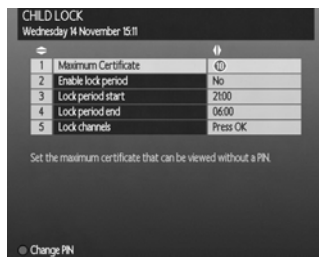 CHILD LOCK
Wednesday 14 November 15:11
1 Maximum Certificate 10
2 Enable lock period No
3 Lock period start 21:00
4 Lock period end 06:00
5 Lock channels Press OK
Set the maximum certificate that can be viewed without a PIN.
Change PIN